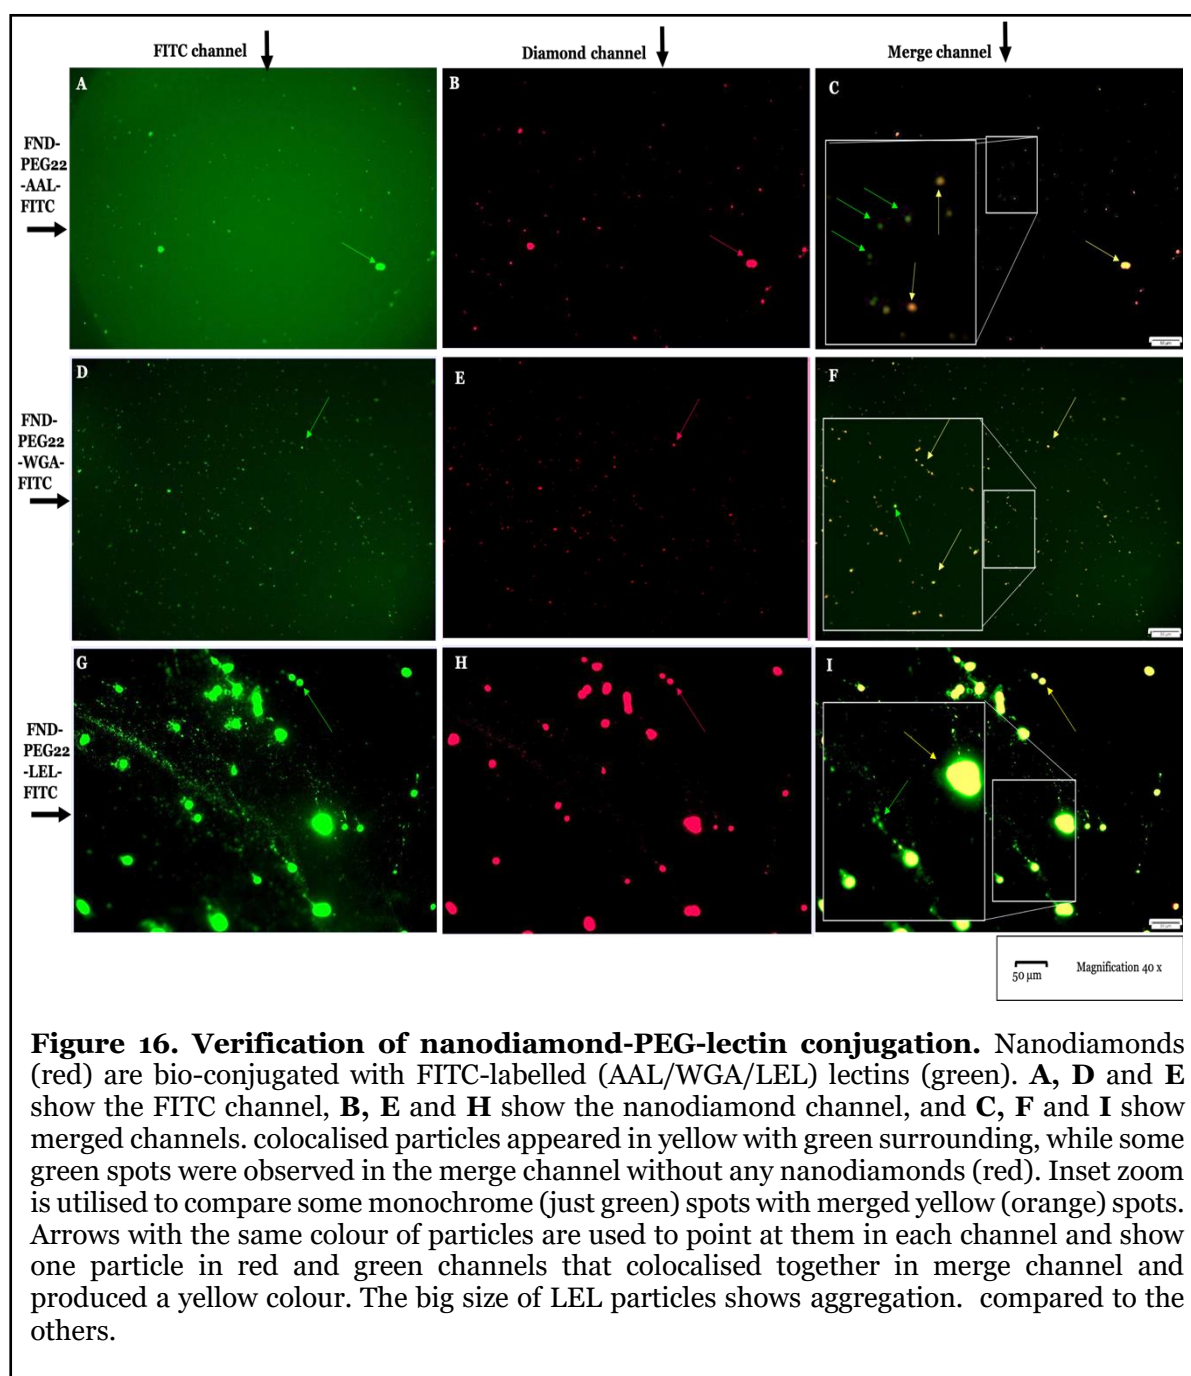 FITC channel
Diamond channel
Merge channel
A
B
C
FND-
PEG22
-AAL-
FITC
D
E
F
FND-
PEG22
-WGA-
FITC
G
H
I
FND-
PEG22
-LEL-
FITC
50 µm
Magnification 40 x
Figure 16. Verification of nanodiamond-PEG-lectin conjugation. Nanodiamonds
(red) are bio-conjugated with FITC-labelled (AAL/WGA/LEL) lectins (green). A, D and E
show the FITC channel, B, E and H show the nanodiamond channel, and C, F and I show
merged channels. colocalised particles appeared in yellow with green surrounding, while some
green spots were observed in the merge channel without any nanodiamonds (red). Inset zoom
is utilised to compare some monochrome (just green) spots with merged yellow (orange) spots.
Arrows with the same colour of particles are used to point at them in each channel and show
one particle in red and green channels that colocalised together in merge channel and
produced a yellow colour. The big size of LEL particles shows aggregation. compared to the
others.